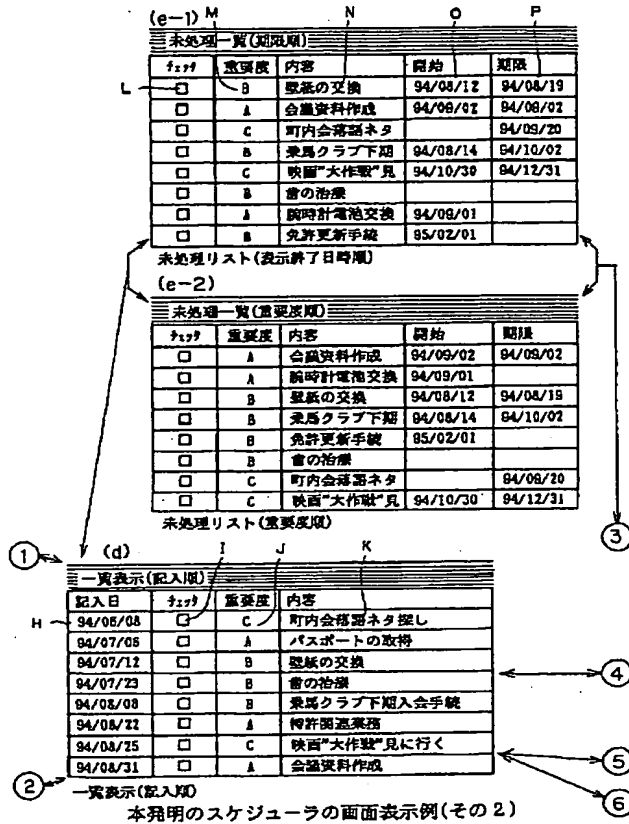 (e-1) M N O P
未処理一覧(期限順)
チェック 重要度 内容 開始 期限
L □ B 壁紙の交換 94/08/12 94/08/19
□ A 会議資料作成 94/09/02 94/09/02
□ C 町内会落語ネタ 94/09/20
□ B 乗馬クラブ下期 94/08/14 94/10/02
□ C 映画"大作戦"見 94/10/30 94/12/31
□ B 歯の治療
□ A 腕時計電池交換 94/09/01
□ B 免許更新手続 95/02/01
未処理リスト(表示終了日時順)
(e-2)
未処理一覧(重要度順)
チェック 重要度 内容 開始 期限
□ A 会議資料作成 94/09/02 94/09/02
□ A 腕時計電池交換 94/09/01
□ B 壁紙の交換 94/08/12 94/08/19
□ B 乗馬クラブ下期 94/08/14 94/10/02
□ B 免許更新手続 95/02/01
□ B 歯の治療
□ C 町内会落語ネタ 94/09/20
□ C 映画"大作戦"見 94/10/30 94/12/31
未処理リスト(重要度順)
③
① (d) I J K
一覧表示(記入順)
記入日 チェック 重要度 内容
H 94/06/08 □ C 町内会落語ネタ探し
94/07/06 □ A パスポートの取得
94/07/12 □ B 壁紙の交換
94/07/23 □ B 歯の治療
④
94/08/08 □ B 乗馬クラブ下期入会手続
94/08/22 □ A 特許関連業務
94/08/25 □ C 映画"大作戦"見に行く
⑤
94/08/31 □ A 会議資料作成
② ⑥
一覧表示(記入順)
本発明のスケジューラの画面表示例(その2)